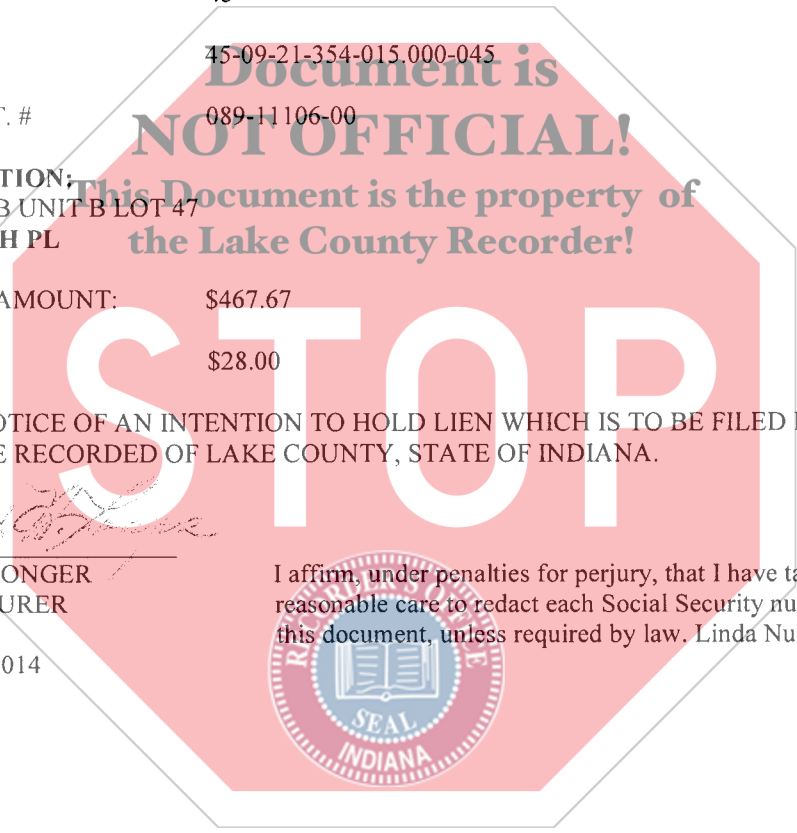 45-09-21-354-015.000-045
Document is
T. # 089-11106-00
NOT OFFICIAL!
TION;
This Document is the property of
B UNIT B LOT 47
H PL
the Lake County Recorder!
AMOUNT: $467.67
STOP
$28.00
OTICE OF AN INTENTION TO HOLD LIEN WHICH IS TO BE FILED
E RECORDED OF LAKE COUNTY, STATE OF INDIANA.
ONGER
URER
014
I affirm, under penalties for perjury, that I have ta
reasonable care to redact each Social Security nu
this document, unless required by law. Linda Nu
RECORDER'S OFFICE
SEAL
INDIANA